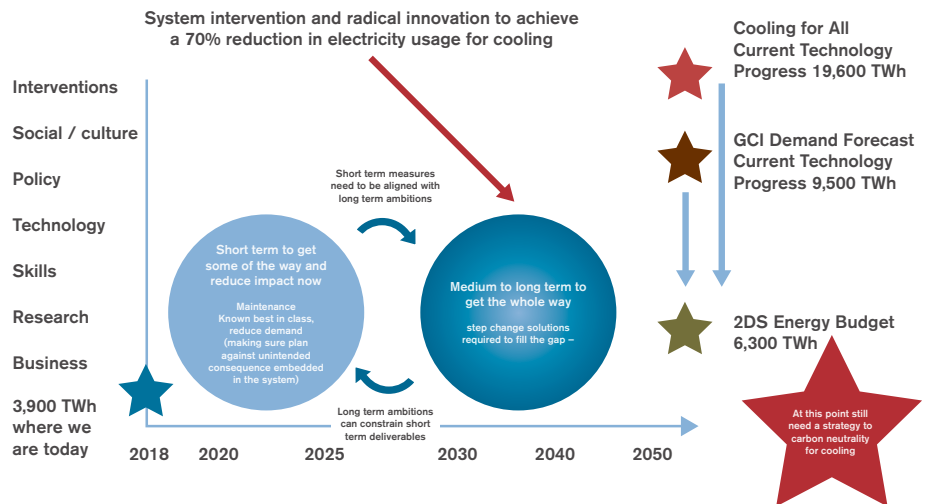 System intervention and radical innovation to achieve
a 70% reduction in electricity usage for cooling
Interventions
Social / culture
Policy
Technology
Skills
Research
Business
3,900 TWh
where we
are today
Short term measures
need to be aligned with
long term ambitions
Short term to get
some of the way and
reduce impact now
Maintenance
Known best in class,
reduce demand
(making sure plan
against unintended
consequence embedded
in the system)
Medium to long term to
get the whole way
step change solutions
required to fill the gap –
Long term ambitions
can constrain short
term deliverables
Cooling for All
Current Technology
Progress 19,600 TWh
GCI Demand Forecast
Current Technology
Progress 9,500 TWh
2DS Energy Budget
6,300 TWh
At this point still
need a strategy to
carbon neutrality
for cooling
2018 2020 2025 2030 2040 2050